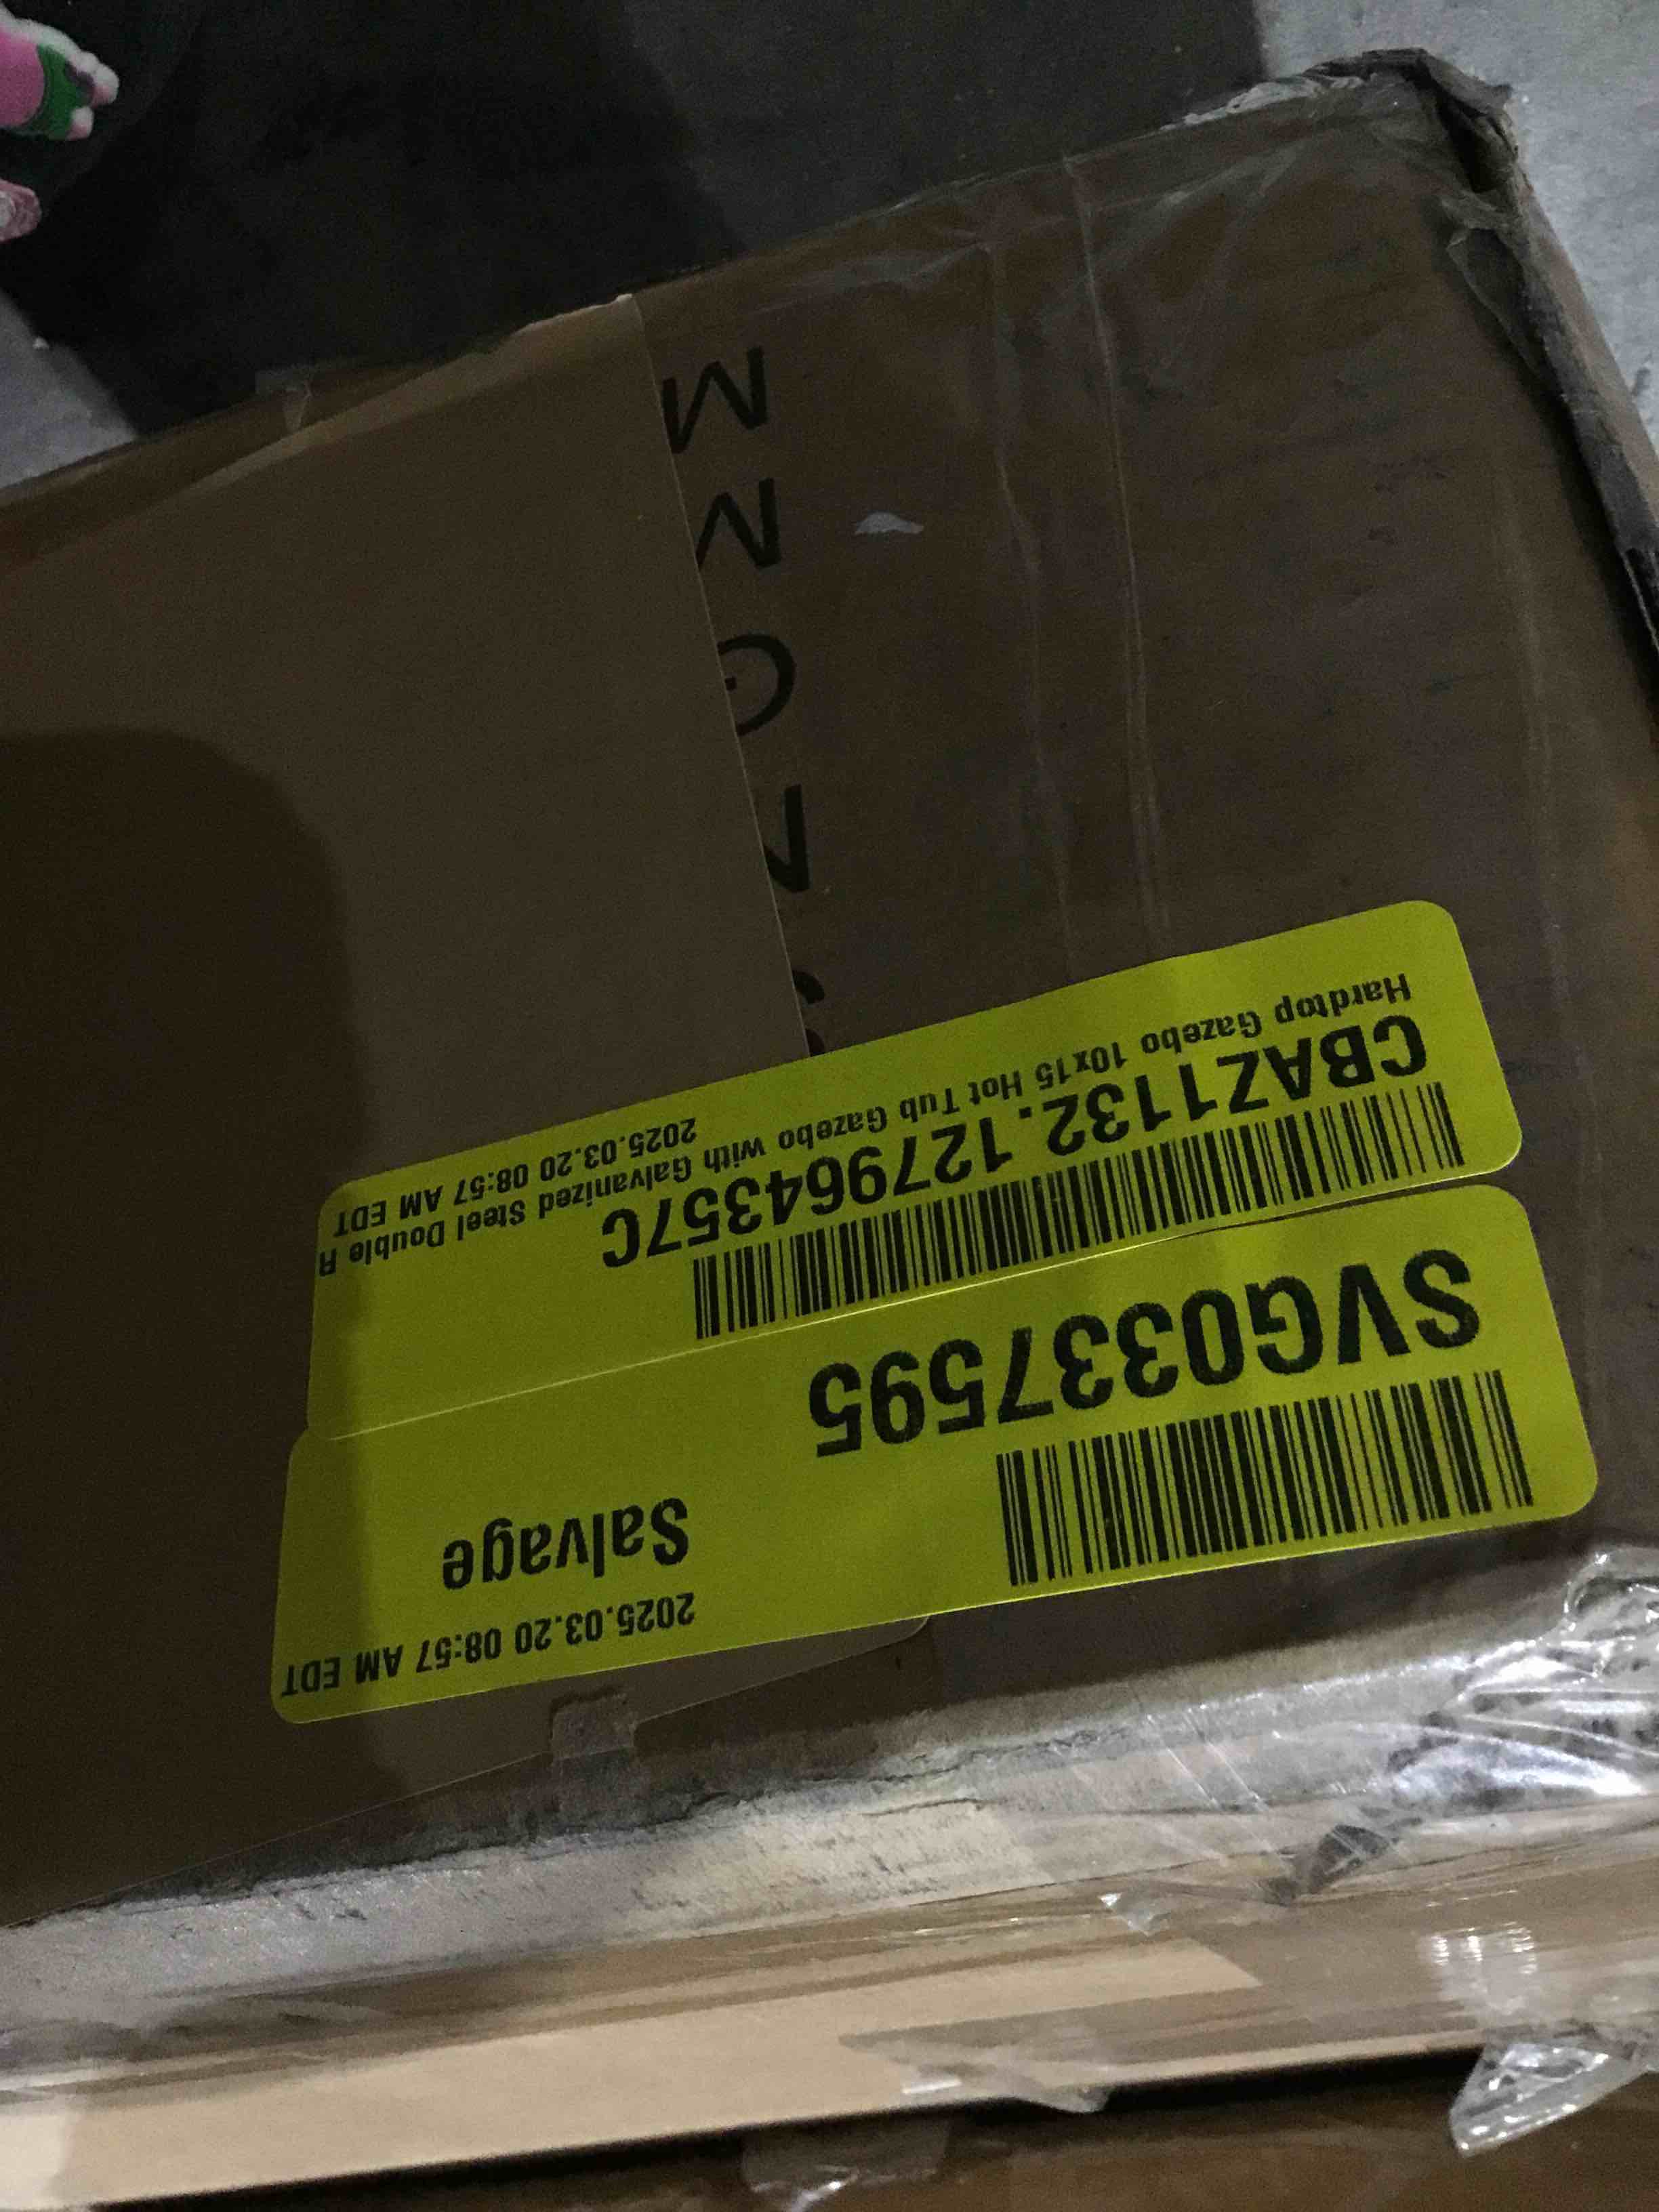 2025.03.20 08:57 AM EDT
Salvage
SVG0337595
CBAZ1132.127964357C
Hardtop Gazebo 10x15 Hot Tub Gazebo with Galvanized Steel Double R
2025.03.20 08:57 AM EDT